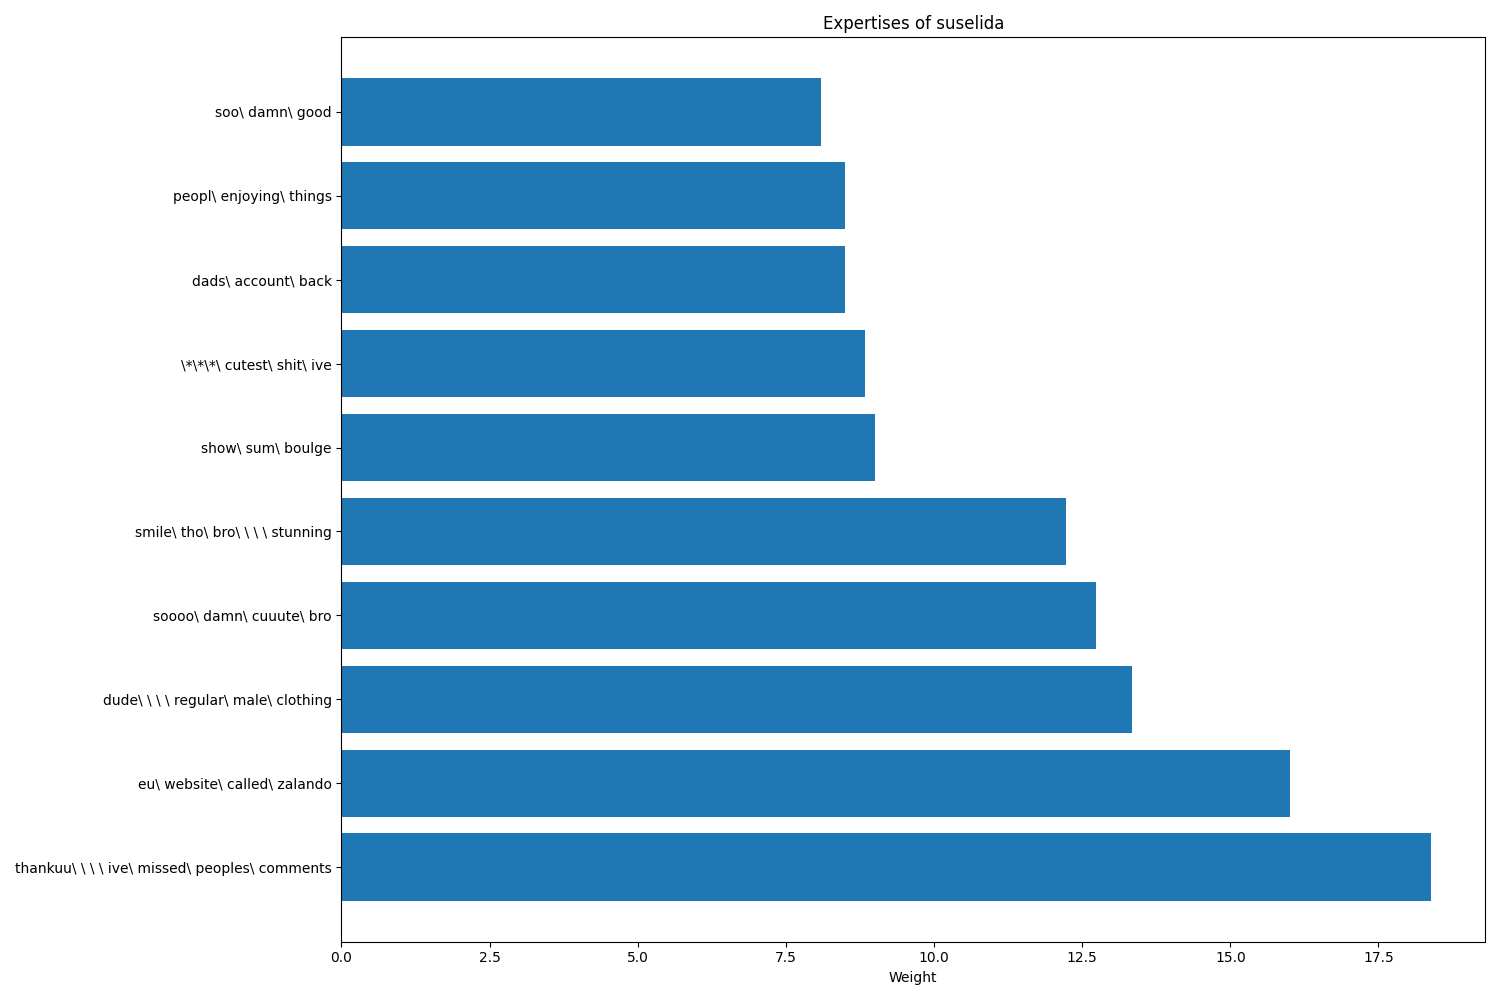 Expertises of suselida
soo\ damn\ good
peopl\ enjoying\ things
dads\ account\ back
\*\*\*\ cutest\ shit\ ive
show\ sum\ boulge
smile\ tho\ bro\ \ \ \ stunning
soooo\ damn\ cuuute\ bro
dude\ \ \ \ regular\ male\ clothing
eu\ website\ called\ zalando
thankuu\ \ \ \ ive\ missed\ peoples\ comments
0.0 2.5 5.0 7.5 10.0 12.5 15.0 17.5
Weight